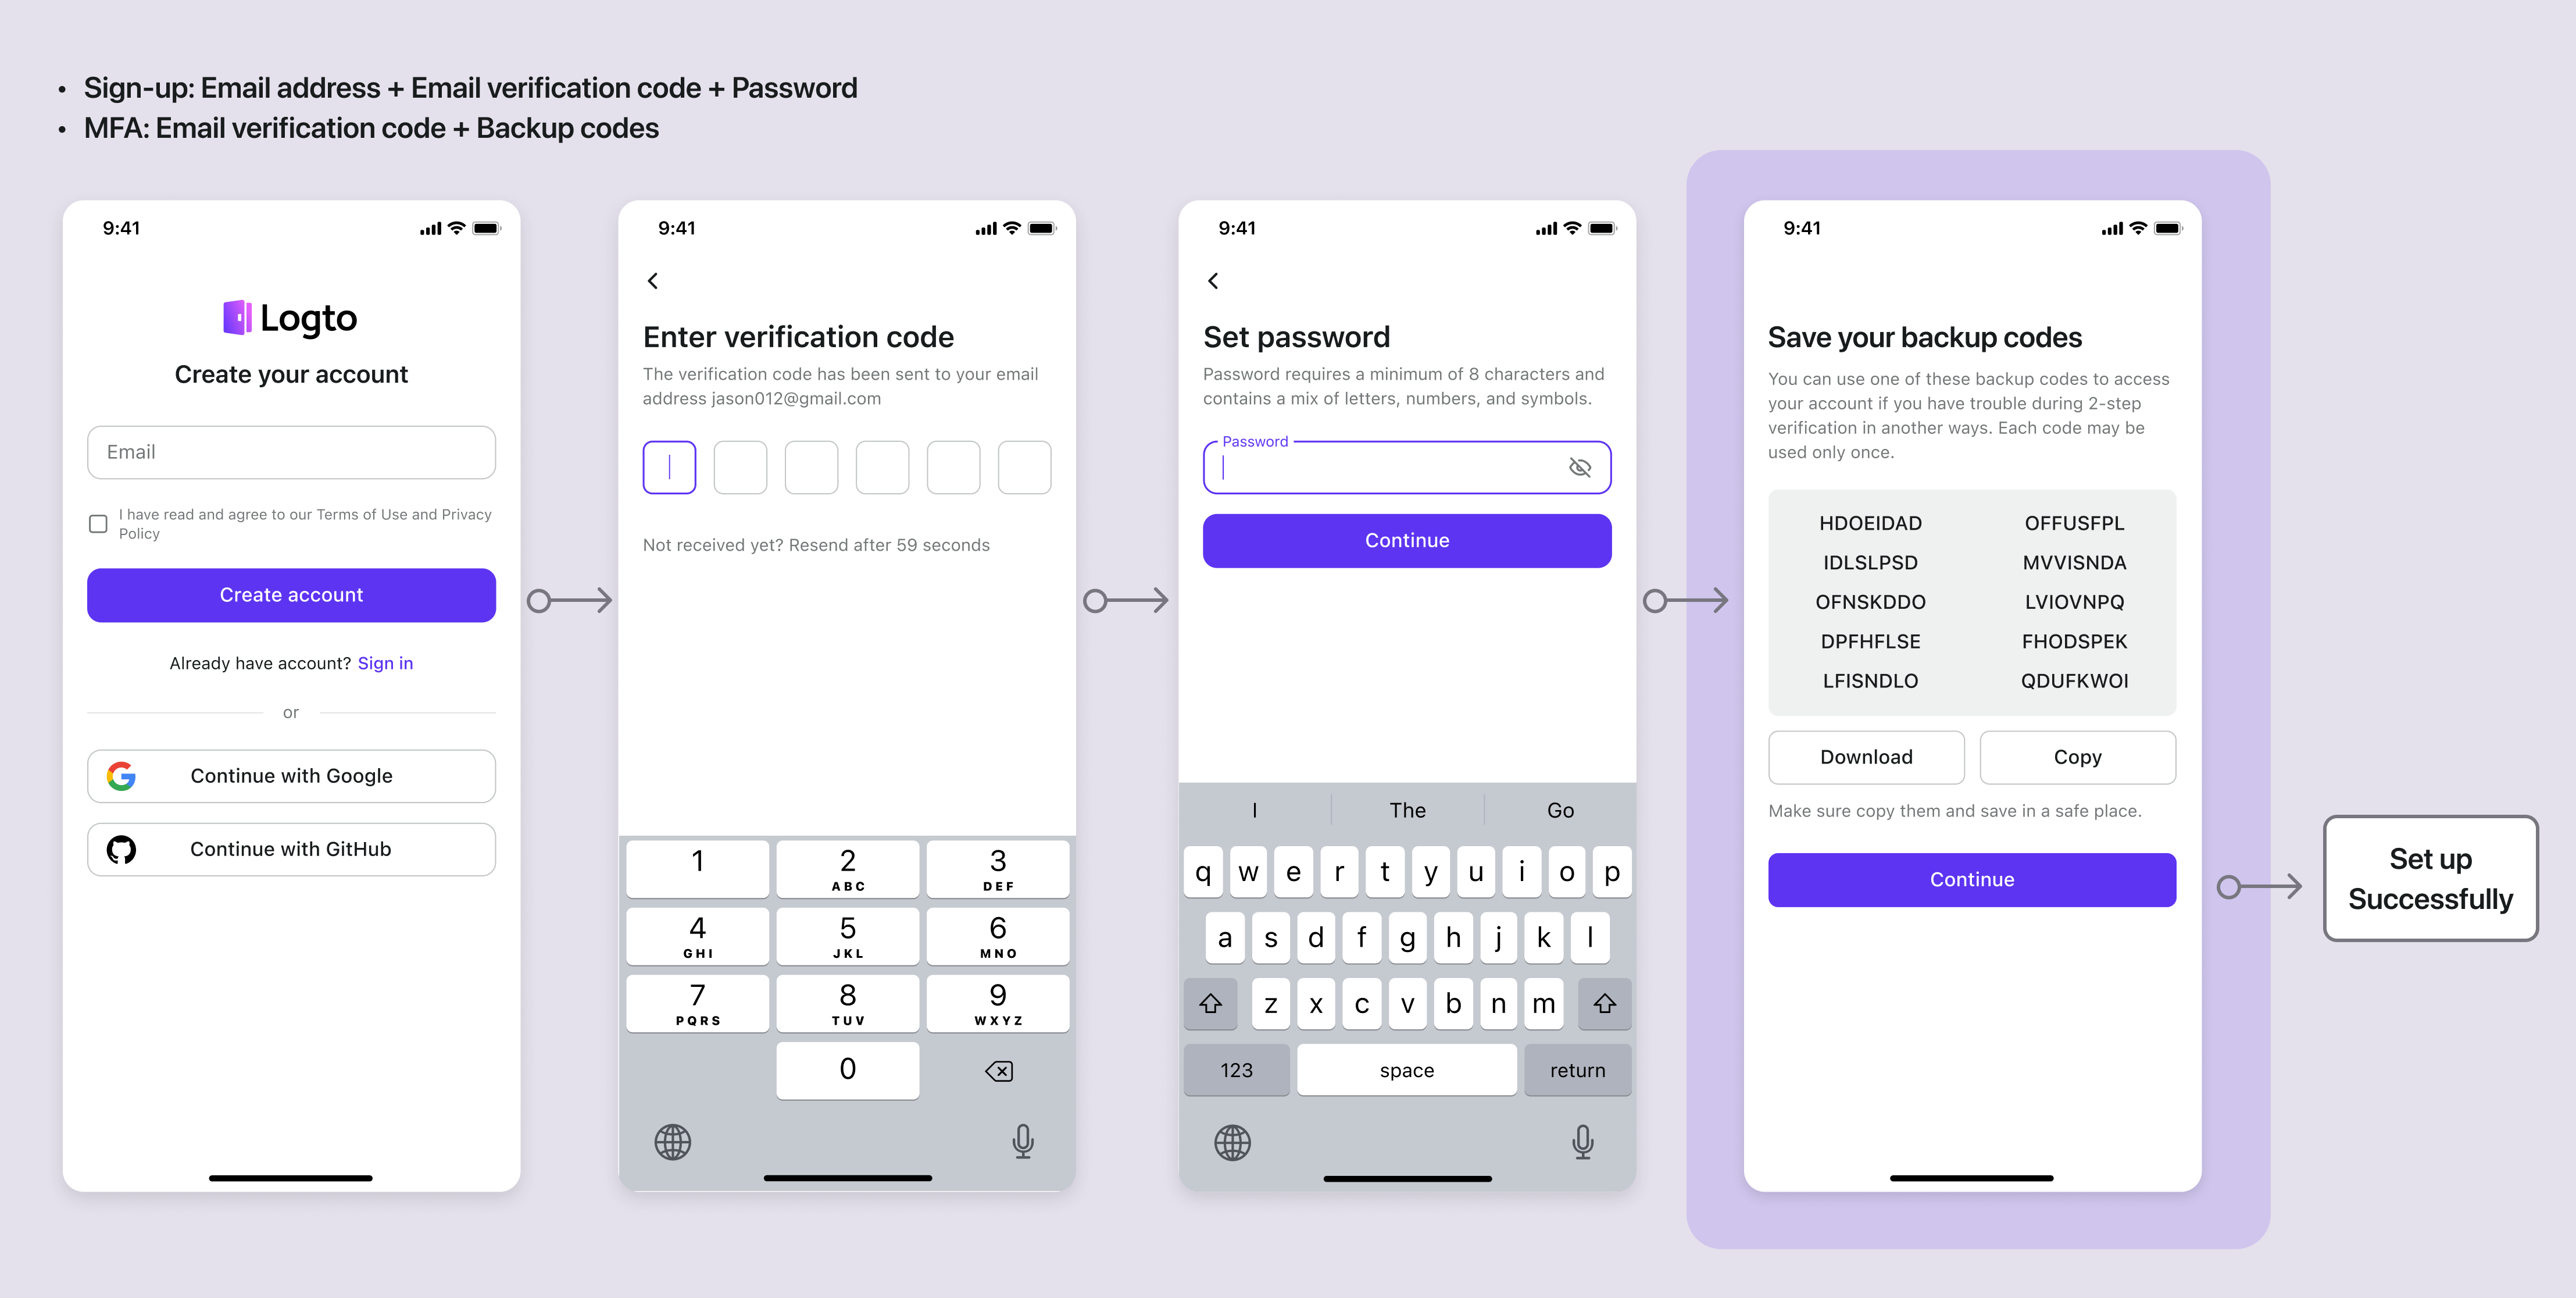 • Sign-up: Email address + Email verification code + Password
• MFA: Email verification code + Backup codes
9:41
Logto
Create your account
Email
I have read and agree to our Terms of Use and Privacy
Policy
Create account
Already have account? Sign in
or
Continue with Google
Continue with GitHub
9:41
Enter verification code
The verification code has been sent to your email
address jason012@gmail.com
Not received yet? Resend after 59 seconds
1 2 3
ABC DEF
4 5 6
GHI JKL MNO
7 8 9
PQRS TUV WXYZ
0
9:41
Set password
Password requires a minimum of 8 characters and
contains a mix of letters, numbers, and symbols.
Password
Continue
I The Go
q w e r t y u i o p
a s d f g h j k l
z x c v b n m
123 space return
9:41
Save your backup codes
You can use one of these backup codes to access
your account if you have trouble during 2-step
verification in another ways. Each code may be
used only once.
HDOEIDAD OFFUSFPL
IDLSLPSD MVVISNDA
OFNSKDDO LVIOVNPQ
DPFHFLSE FHODSPEK
LFISNDLO QDUFKWOI
Download Copy
Make sure copy them and save in a safe place.
Continue
Set up
Successfully